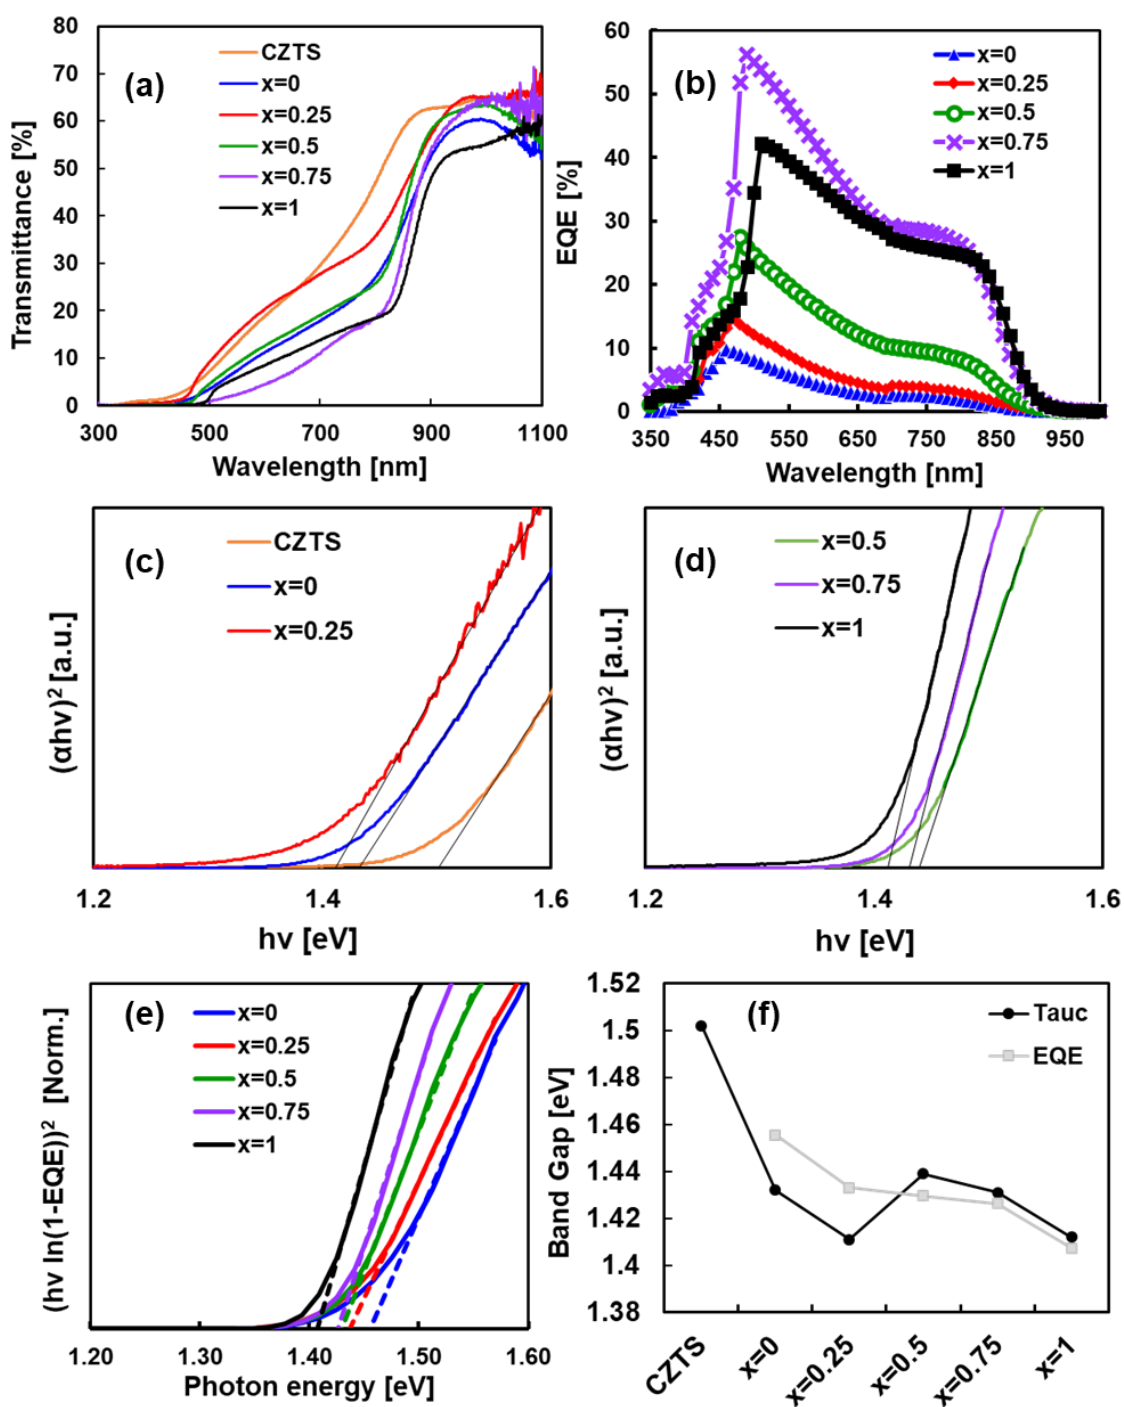 (a)
Transmittance [%]
80
70
60
50
40
30
20
10
0
CZTS
x=0
x=0.25
x=0.5
x=0.75
x=1
300
500
700
900
1100
Wavelength [nm]
(b)
EQE [%]
60
50
40
30
20
10
0
x=0
x=0.25
x=0.5
x=0.75
x=1
350
450
550
650
750
850
950
Wavelength [nm]
(c)
(αhν)2 [a.u.]
CZTS
x=0
x=0.25
1.2
1.4
1.6
hν [eV]
(d)
(αhν)2 [a.u.]
x=0.5
x=0.75
x=1
1.2
1.4
1.6
hν [eV]
(e)
(hν ln(1-EQE))2 [Norm.]
x=0
x=0.25
x=0.5
x=0.75
x=1
1.20
1.30
1.40
1.50
1.60
Photon energy [eV]
(f)
Band Gap [eV]
1.52
1.5
1.48
1.46
1.44
1.42
1.4
1.38
Tauc
EQE
CZTS
x=0
x=0.25
x=0.5
x=0.75
x=1